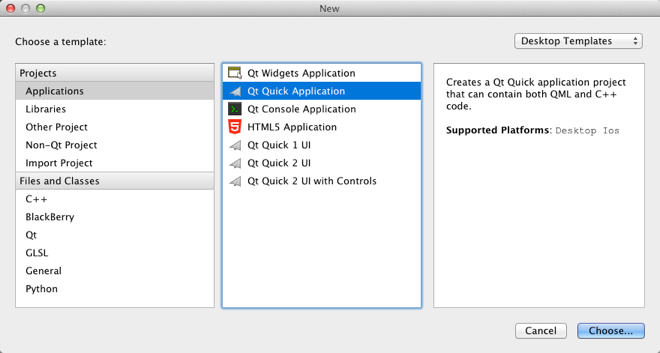 New
Choose a template:
Desktop Templates
Projects
Applications
Libraries
Other Project
Non-Qt Project
Import Project
Files and Classes
C++
BlackBerry
Qt
GLSL
General
Python
Qt Widgets Application
Qt Quick Application
Qt Console Application
HTML5 Application
Qt Quick 1 UI
Qt Quick 2 UI
Qt Quick 2 UI with Controls
Creates a Qt Quick application project
that can contain both QML and C++
code.
Supported Platforms: Desktop Ios
Cancel
Choose...